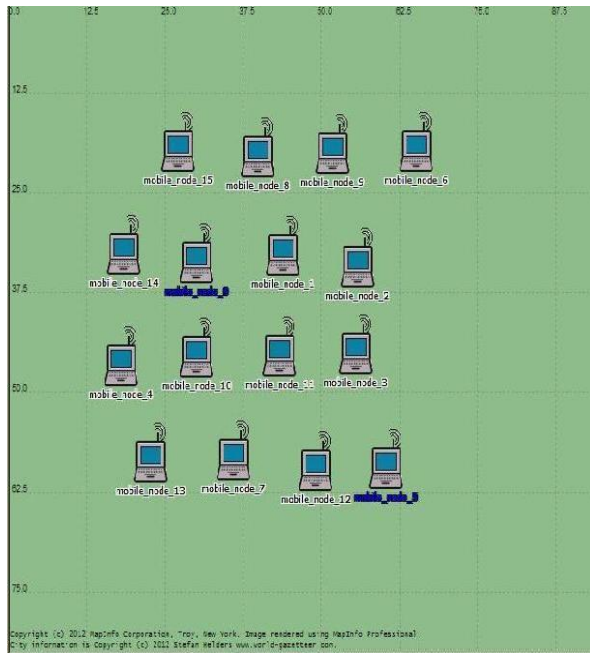 0.0 12.5 25.0 37.5 50.0 62.5 75.0 87.5
12.5
mobile_node_15 mobile_node_8 mobile_node_9 mobile_node_6
25.0
mobile_node_14 mobile_node_0 mobile_node_1 mobile_node_2
37.5
mobile_node_4 mobile_node_10 mobile_node_11 mobile_node_3
50.0
mobile_node_13 mobile_node_7 mobile_node_12 mobile_node_5
62.5
75.0
Copyright (c) 2012 MapInfo Corporation, Troy, New York. Image rendered using MapInfo Professional
City information is Copyright (c) 2012 Stefan Helders www.world-gazetteer.com.